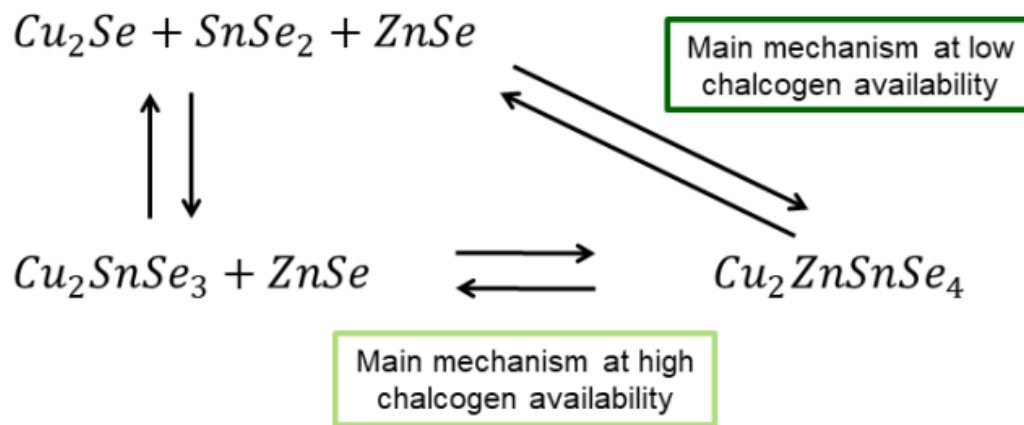 Cu₂Se + SnSe₂ + ZnSe
Main mechanism at low
chalcogen availability
Cu₂SnSe₃ + ZnSe
Cu₂ZnSnSe₄
Main mechanism at high
chalcogen availability